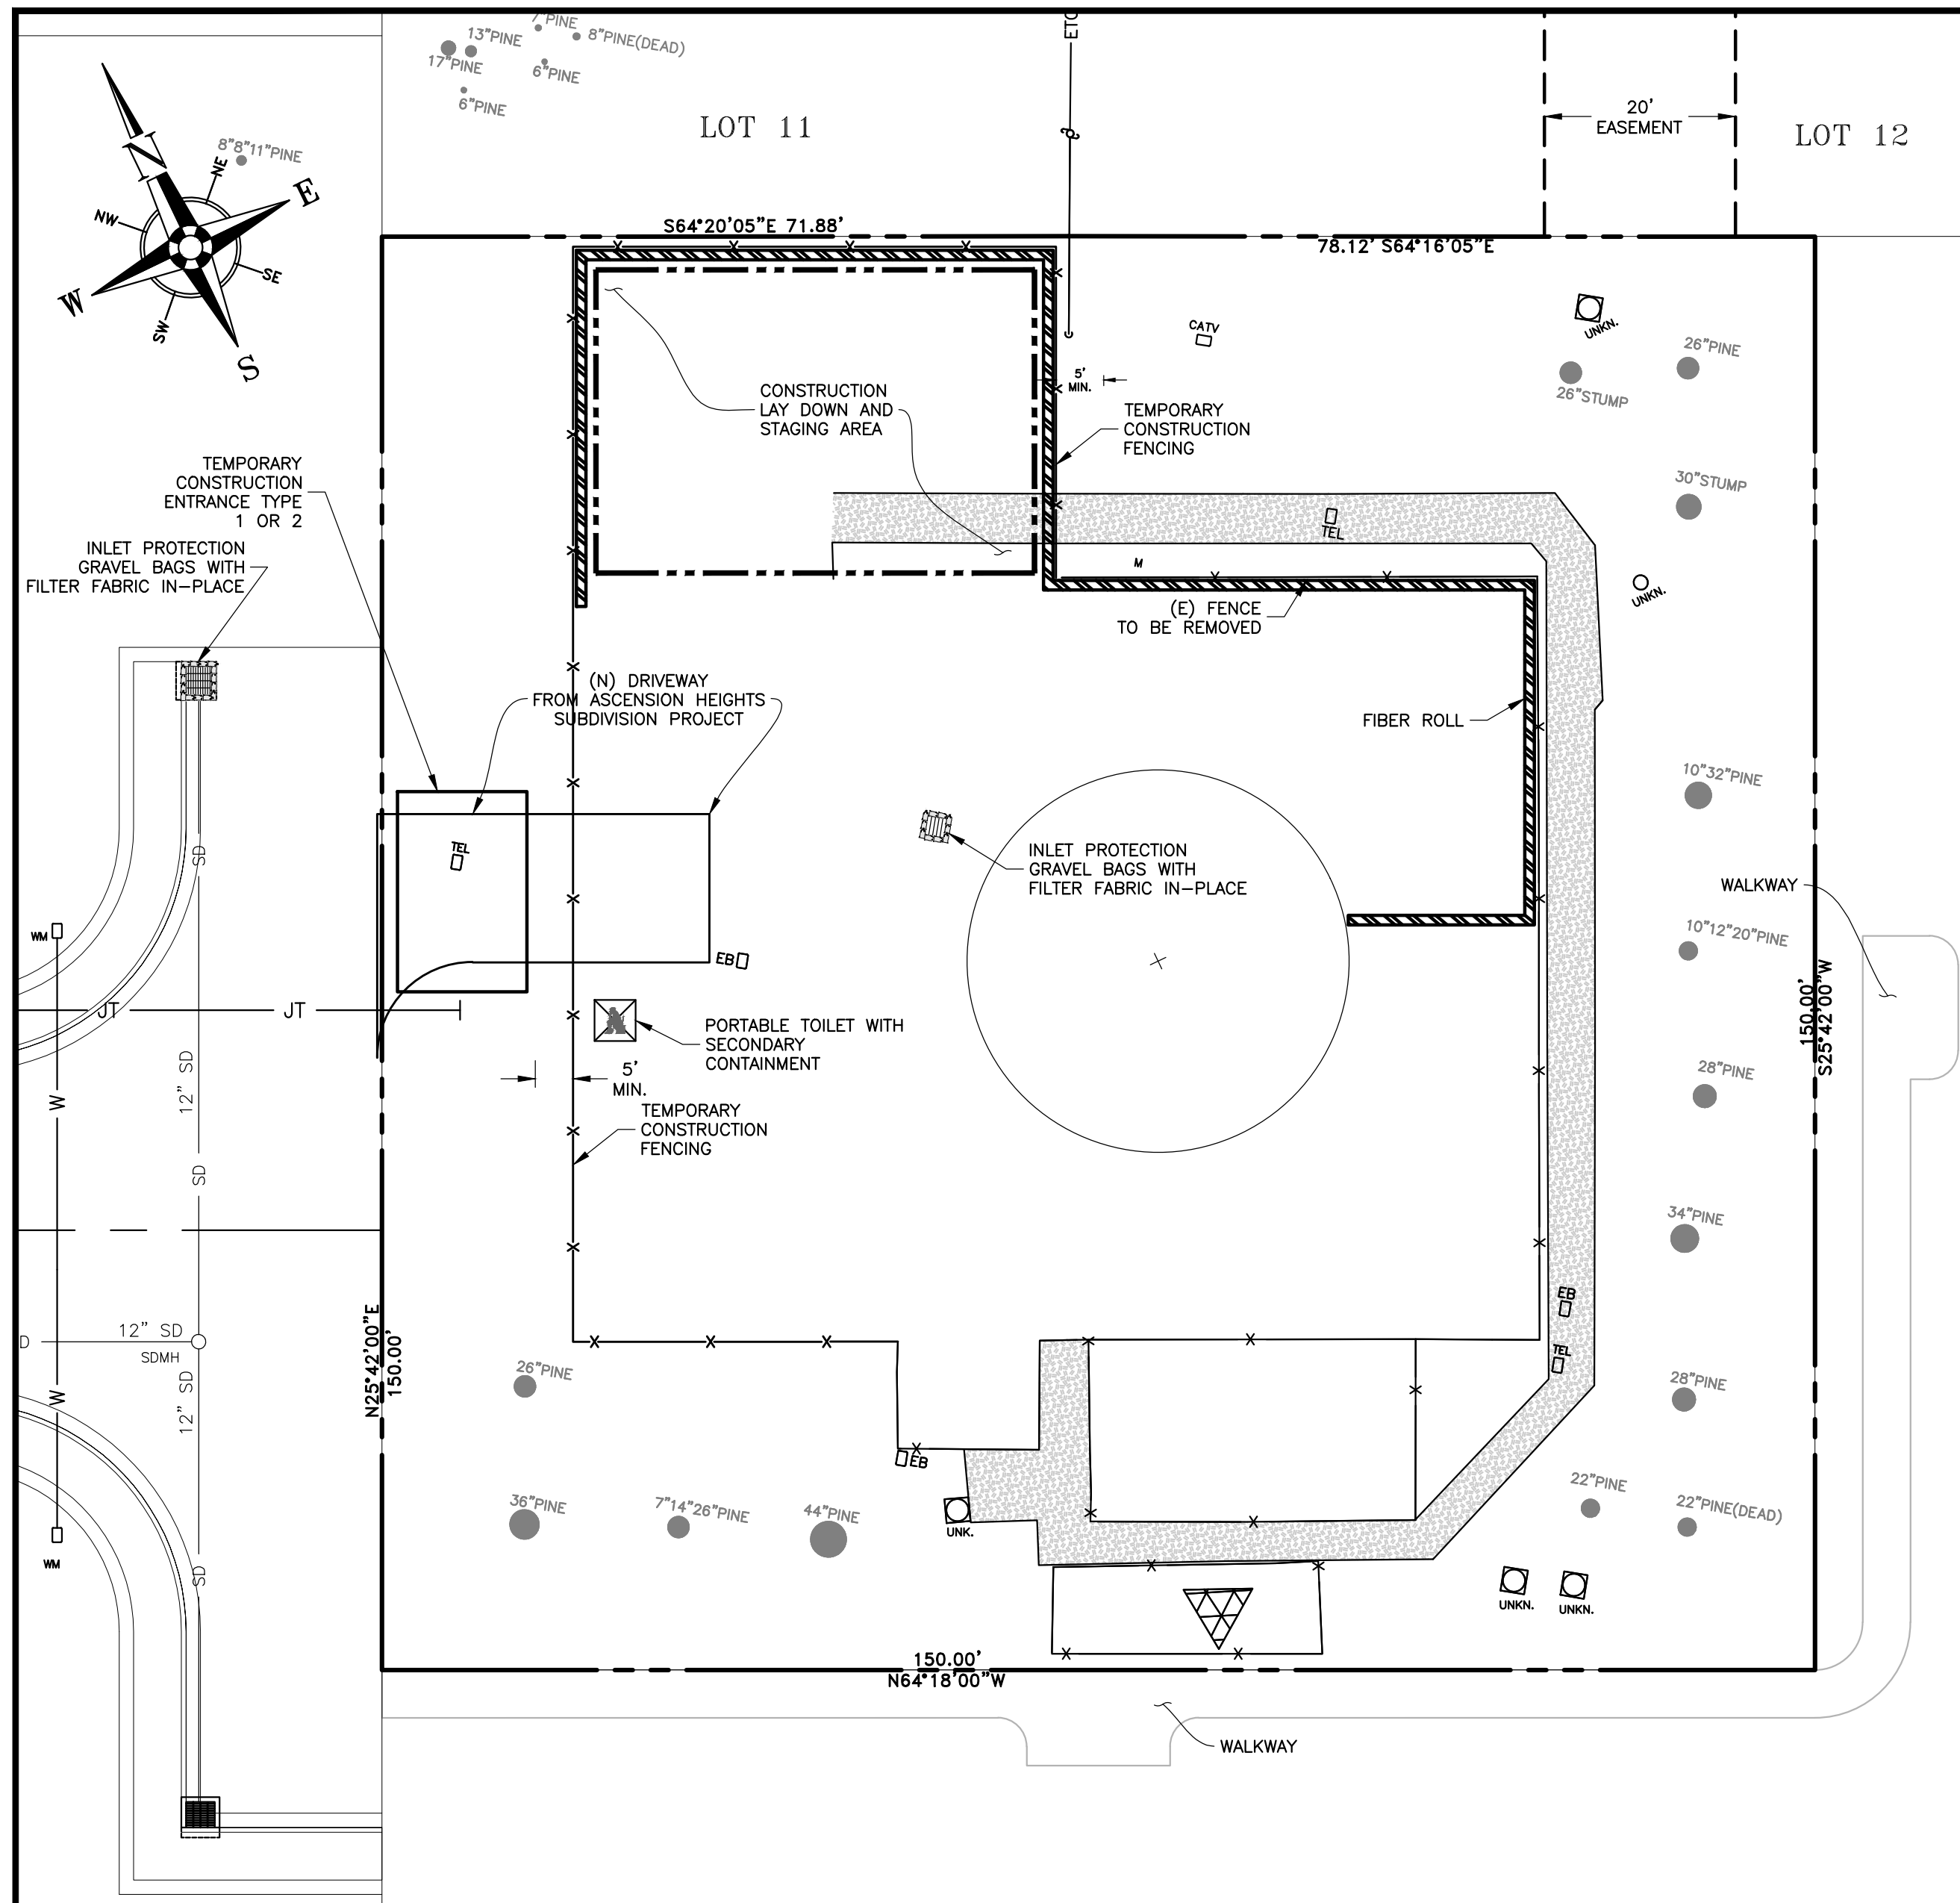 7"PINE
13"PINE
8"PINE(DEAD)
17"PINE
6"PINE
6"PINE
8"8"11"PINE
LOT 11
20'
EASEMENT
LOT 12
N
NE
E
SE
S
SW
W
NW
S64°20'05"E 71.88'
78.12' S64°16'05"E
UNKN.
CATV
26"PINE
26"STUMP
5'
MIN.
CONSTRUCTION
LAY DOWN AND
STAGING AREA
TEMPORARY
CONSTRUCTION
FENCING
TEMPORARY
CONSTRUCTION
ENTRANCE TYPE
1 OR 2
30"STUMP
TEL
INLET PROTECTION
GRAVEL BAGS WITH
FILTER FABRIC IN-PLACE
M
UNKN.
(E) FENCE
TO BE REMOVED
(N) DRIVEWAY
FROM ASCENSION HEIGHTS
SUBDIVISION PROJECT
FIBER ROLL
10"32"PINE
TEL
SD
INLET PROTECTION
GRAVEL BAGS WITH
FILTER FABRIC IN-PLACE
WALKWAY
WM
EB
10"12"20"PINE
150.00'
S25°42'00"W
JT
JT
PORTABLE TOILET WITH
SECONDARY
CONTAINMENT
12" SD
W
5'
MIN.
28"PINE
TEMPORARY
CONSTRUCTION
FENCING
SD
34"PINE
EB
12" SD
D
SDMH
TEL
N25°42'00"E
150.00'
26"PINE
28"PINE
W
12" SD
EB
22"PINE
36"PINE
7"14"26"PINE
44"PINE
22"PINE(DEAD)
UNK.
WM
SD
UNKN.
UNKN.
150.00'
N64°18'00"W
WALKWAY